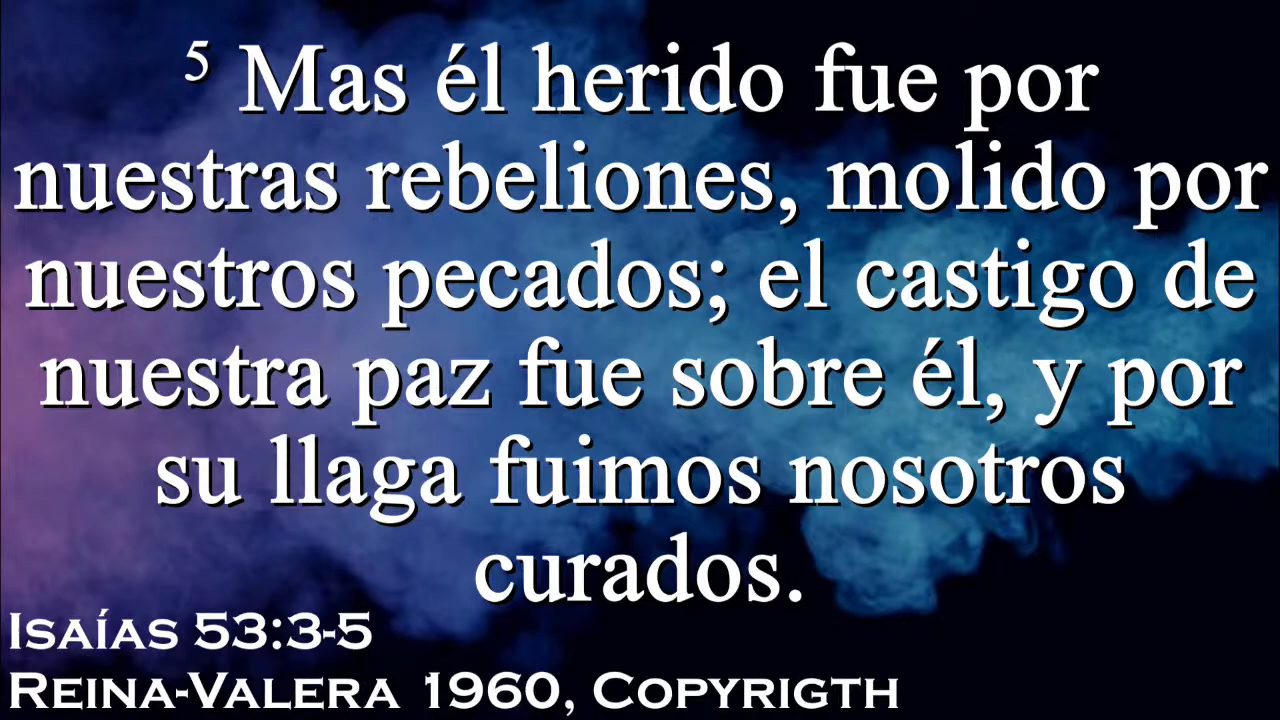 5 Mas él herido fue por
nuestras rebeliones, molido por
nuestros pecados; el castigo de
nuestra paz fue sobre él, y por
su llaga fuimos nosotros
curados.
Isaías 53:3-5
Reina-Valera 1960, Copyrigth